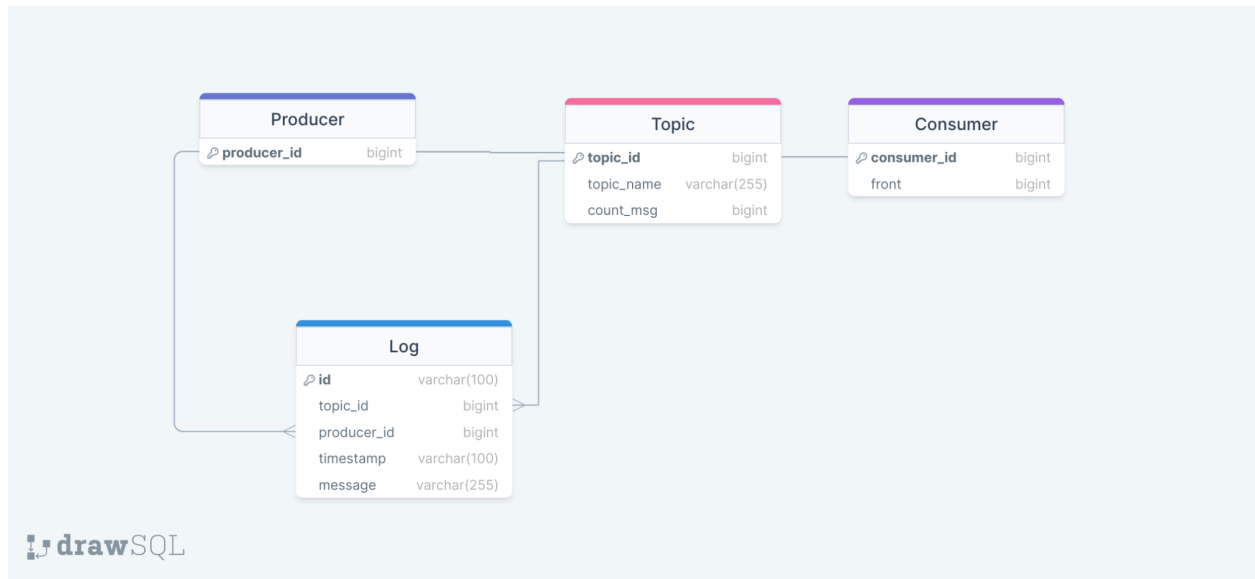 Producer
producer_id bigint
Topic
topic_id bigint
topic_name varchar(255)
count_msg bigint
Consumer
consumer_id bigint
front bigint
Log
id varchar(100)
topic_id bigint
producer_id bigint
timestamp varchar(100)
message varchar(255)
drawSQL